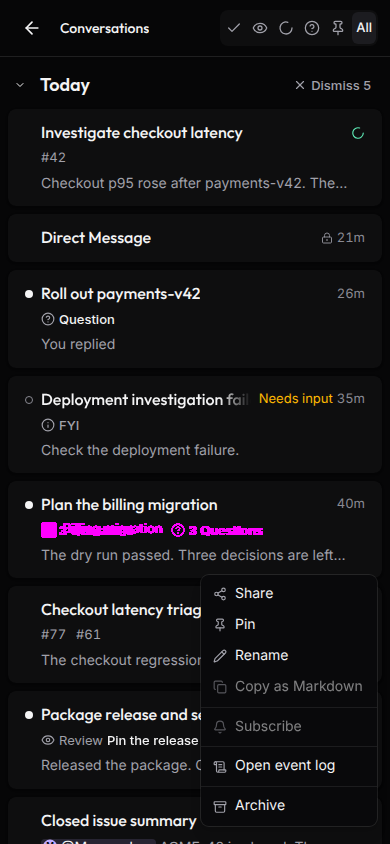 Conversations
All
Today
Dismiss 5
Investigate checkout latency
#42
Checkout p95 rose after payments-v42. The...
Direct Message
21m
Roll out payments-v42
26m
Question
You replied
Deployment investigation fail
Needs input 35m
FYI
Check the deployment failure.
Plan the billing migration
40m
migration 3 Questions
The dry run passed. Three decisions are left...
Checkout latency triag
#77 #61
The checkout regression
Package release and se
Review Pin the release
Released the package. C
Closed issue summary
Share
Pin
Rename
Copy as Markdown
Subscribe
Open event log
Archive